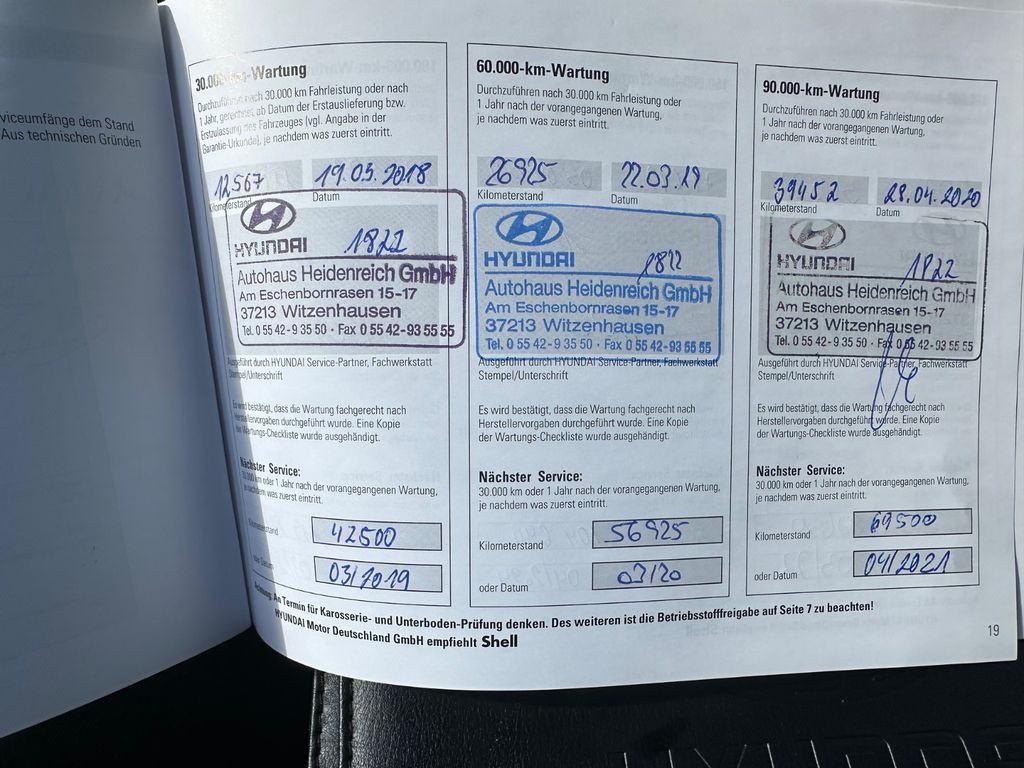 viceumfänge dem Stand
Aus technischen Gründen
30.000-km-Wartung
Durchzuführen nach 30.000 km Fahrleistung oder nach
1 Jahr, gerechnet ab Datum der Erstauslieferung bzw.
Erstzulassung des Fahrzeuges (vgl. Angabe in der
Garantie-Urkunde), je nachdem was zuerst eintritt.
12567 19.03.2018
Kilometerstand Datum
HYUNDAI 1822
Autohaus Heidenreich GmbH
Am Eschenbornrasen 15-17
37213 Witzenhausen
Tel. 0 55 42-9 35 50 · Fax 0 55 42-93 55 55
Ausgeführt durch HYUNDAI Service-Partner, Fachwerkstatt
Stempel/Unterschrift
Es wird bestätigt, dass die Wartung fachgerecht nach
Herstellervorgaben durchgeführt wurde. Eine Kopie
der Wartungs-Checkliste wurde ausgehändigt.
Nächster Service:
30.000 km oder 1 Jahr nach der vorangegangenen Wartung,
je nachdem was zuerst eintritt.
Kilometerstand 42500
oder Datum 03/2019
60.000-km-Wartung
Durchzuführen nach 30.000 km Fahrleistung oder
1 Jahr nach der vorangegangenen Wartung,
je nachdem was zuerst eintritt.
26925 22.03.19
Kilometerstand Datum
HYUNDAI 1822
Autohaus Heidenreich GmbH
Am Eschenbornrasen 15-17
37213 Witzenhausen
Tel. 0 55 42-9 35 50 · Fax 0 55 42-93 55 55
Ausgeführt durch HYUNDAI Service-Partner, Fachwerkstatt
Stempel/Unterschrift
Es wird bestätigt, dass die Wartung fachgerecht nach
Herstellervorgaben durchgeführt wurde. Eine Kopie
der Wartungs-Checkliste wurde ausgehändigt.
Nächster Service:
30.000 km oder 1 Jahr nach der vorangegangenen Wartung,
je nachdem was zuerst eintritt.
Kilometerstand 56925
oder Datum 03/20
90.000-km-Wartung
Durchzuführen nach 30.000 km Fahrleistung oder
1 Jahr nach der vorangegangenen Wartung,
je nachdem was zuerst eintritt.
39452 28.04.2020
Kilometerstand Datum
HYUNDAI 1822
Autohaus Heidenreich GmbH
Am Eschenbornrasen 15-17
37213 Witzenhausen
Tel. 0 55 42-9 35 50 · Fax 0 55 42-93 55 55
Ausgeführt durch HYUNDAI Service-Partner, Fachwerkstatt
Stempel/Unterschrift
Es wird bestätigt, dass die Wartung fachgerecht nach
Herstellervorgaben durchgeführt wurde. Eine Kopie
der Wartungs-Checkliste wurde ausgehändigt.
Nächster Service:
30.000 km oder 1 Jahr nach der vorangegangenen Wartung,
je nachdem was zuerst eintritt.
Kilometerstand 69500
oder Datum 04/2021
Achtung: An Termin für Karosserie- und Unterboden-Prüfung denken. Des weiteren ist die Betriebsstofffreigabe auf Seite 7 zu beachten!
HYUNDAI Motor Deutschland GmbH empfiehlt Shell
19
HYUNDAI